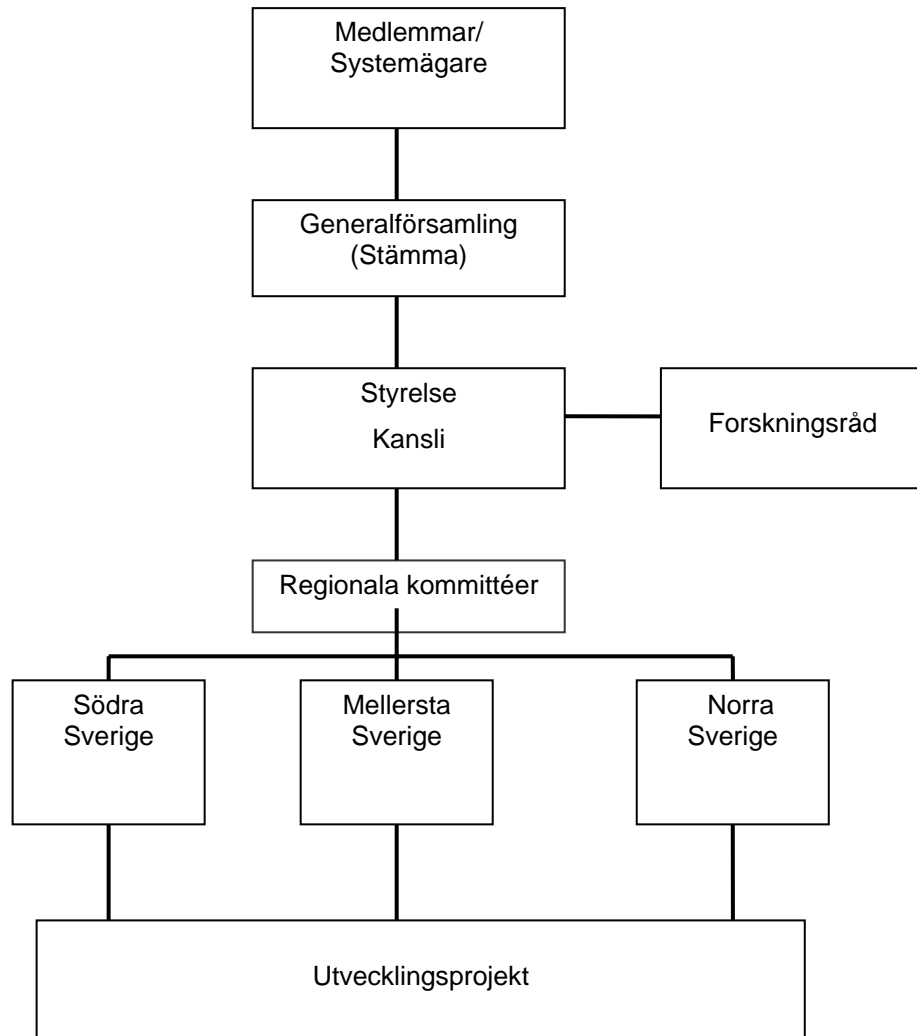 Medlemmar/
Systemägare
Generalförsamling
(Stämma)
Styrelse
Kansli
Forskningsråd
Regionala kommittéer
Södra
Sverige
Mellersta
Sverige
Norra
Sverige
Utvecklingsprojekt